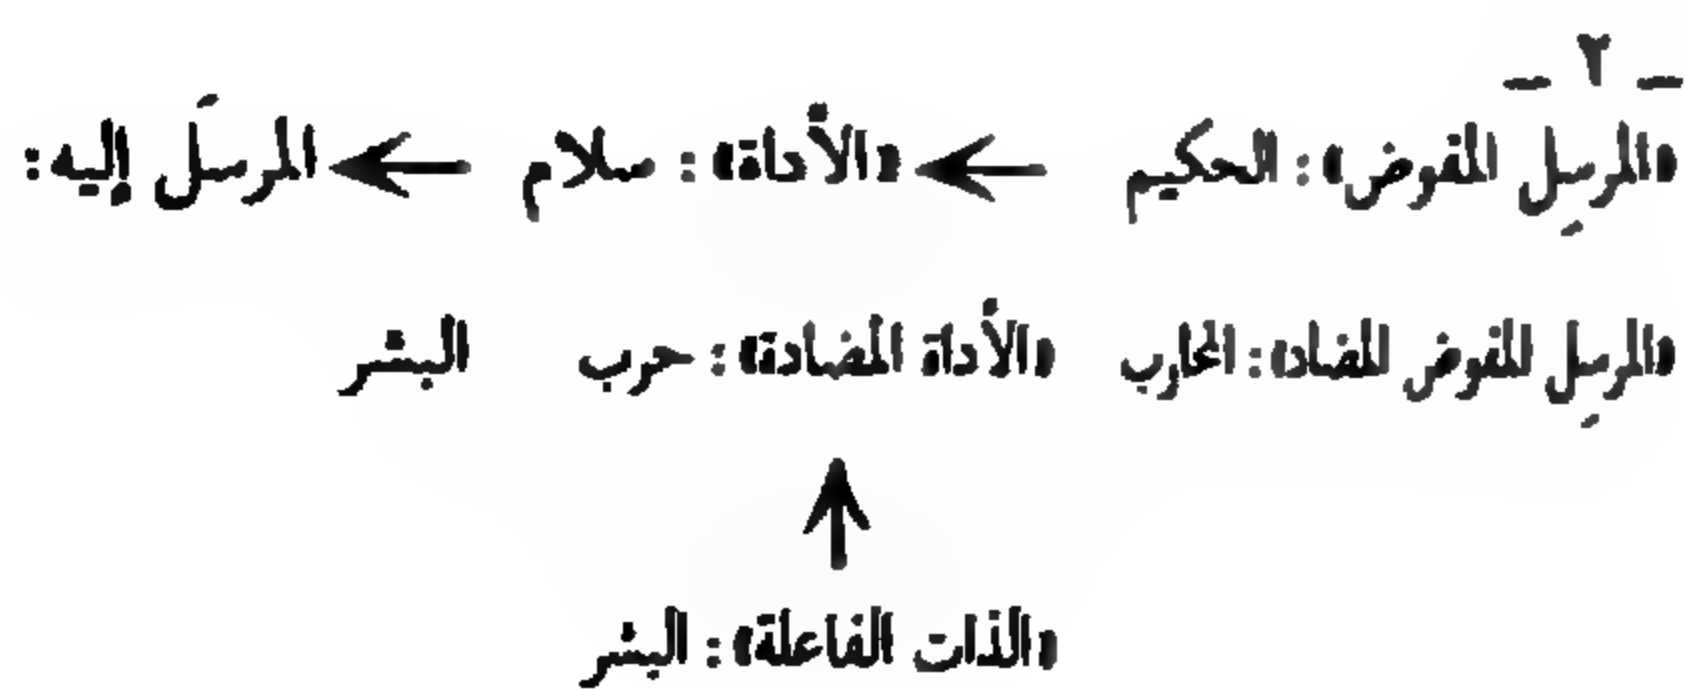 _ ٢ _
«المرسِل المفوض»: الحكيم ← «الأداة»: سلام ← المرسَل إليه:
«المرسِل المفوض المضاد»: المحارب «الأداة المضادة»: حرب البشر
↑
«الذات الفاعلة»: البشر